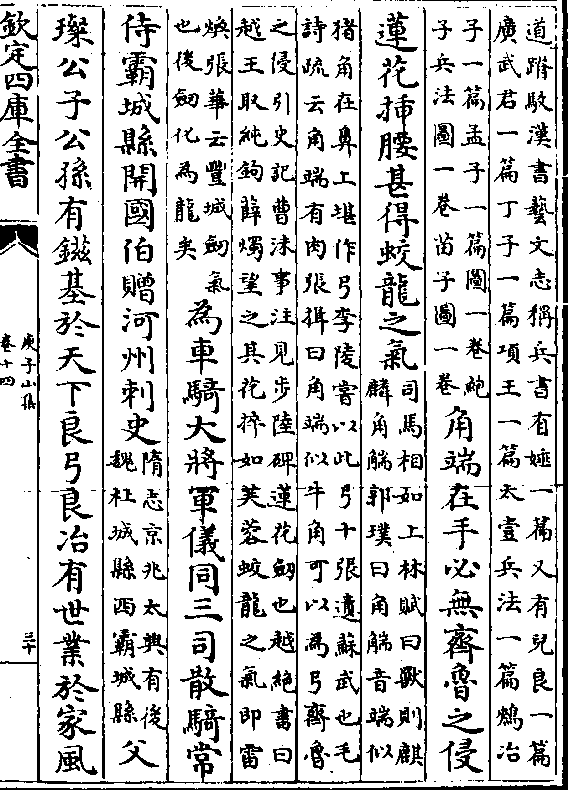 道踳駮漢書藝文志稱兵書有娷一篇又有兒良一篇
廣武君一篇丁子一篇項王一篇太壹兵法一篇鶡冶
子一篇孟子一篇圖一卷鮑
子兵法圖一卷苗子圖一卷
角端在手必無齊魯之侵
蓮花揷腰甚得蛟龍之氣
司馬相如上林賦曰獸則麒
麟角觿郭璞曰角觿音端似
猪角在鼻上堪作弓李陵嘗以此弓十張遺蘇武也毛
詩疏云角端有肉張揖曰角端似牛角可以為弓齊魯
之侵引史記曹沫事注見步陸碑蓮花劒也越絶書曰
越王取純鈎薛燭望之其花捽如芙蓉蛟龍之氣即雷
煥張華云豐城劒氣
也後劒化為龍矣
為車騎大將軍儀同三司散騎常
侍霸城縣開國伯贈河州刺史
隋志京兆太興有後
魏杜城縣西霸城縣
父
璨公子公孫有鎡基於天下良弓良冶有世業於家風
欽定四庫全書
庾子山集
卷十四
三十